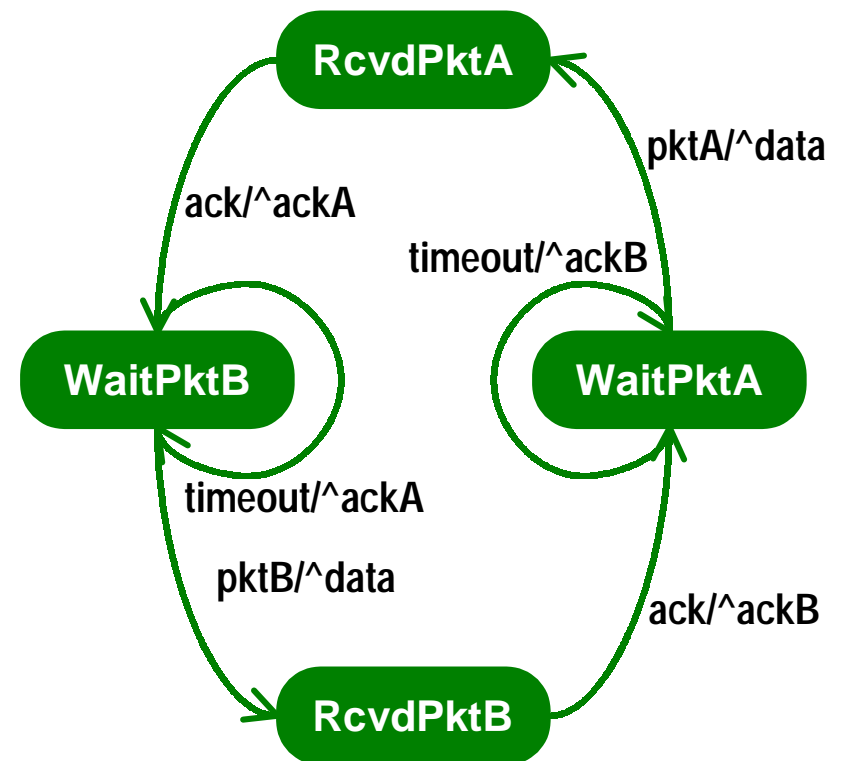 RcvdPktA
pktA/^data
ack/^ackA
timeout/^ackB
WaitPktB
WaitPktA
timeout/^ackA
pktB/^data
ack/^ackB
RcvdPktB